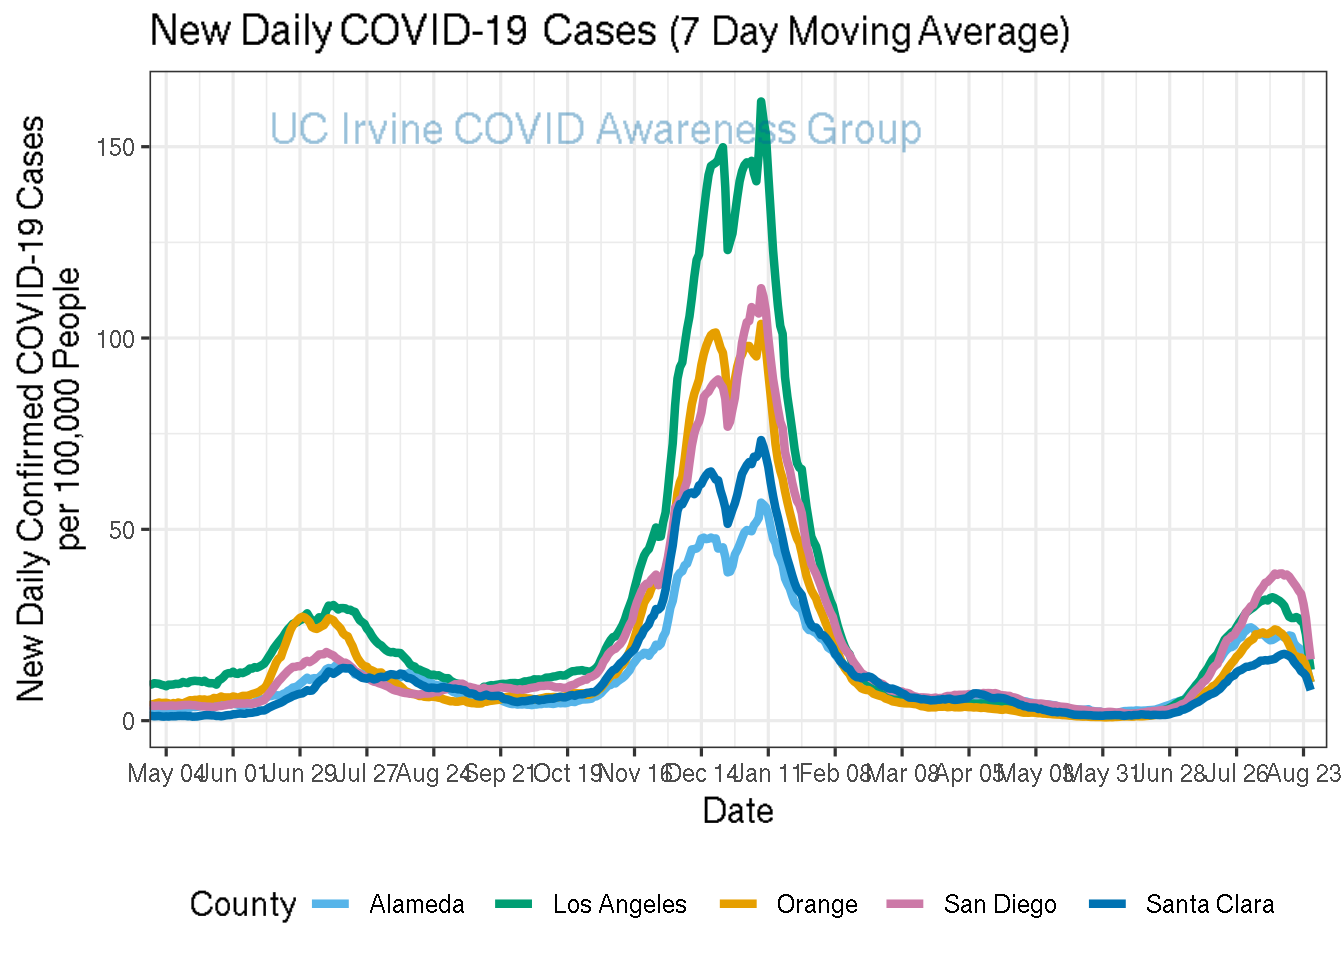 New Daily COVID-19 Cases (7 Day Moving Average)
UC Irvine COVID Awareness Group
New Daily Confirmed COVID-19 Cases
per 100,000 People
150
100
50
0
May 04 Jun 01 Jun 29 Jul 27 Aug 24 Sep 21 Oct 19 Nov 16 Dec 14 Jan 11 Feb 08 Mar 08 Apr 05 May 03 May 31 Jun 28 Jul 26 Aug 23
Date
County Alameda Los Angeles Orange San Diego Santa Clara